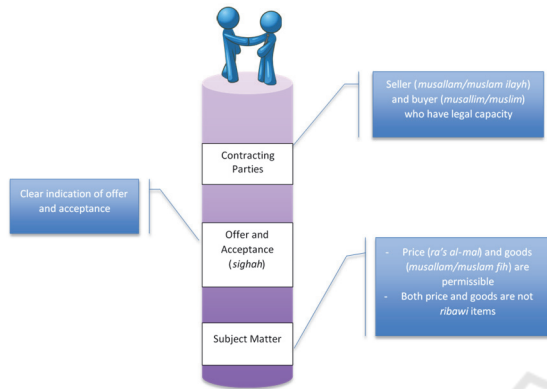 Seller (musallam/muslam ilayh)
and buyer (musallim/muslim)
who have legal capacity
Contracting
Parties
Clear indication of offer
and acceptance
Offer and
Acceptance
(sighah)
- Price (ra's al-mal) and goods
(musallam/muslam fih) are
permissible
- Both price and goods are not
ribawi items
Subject Matter